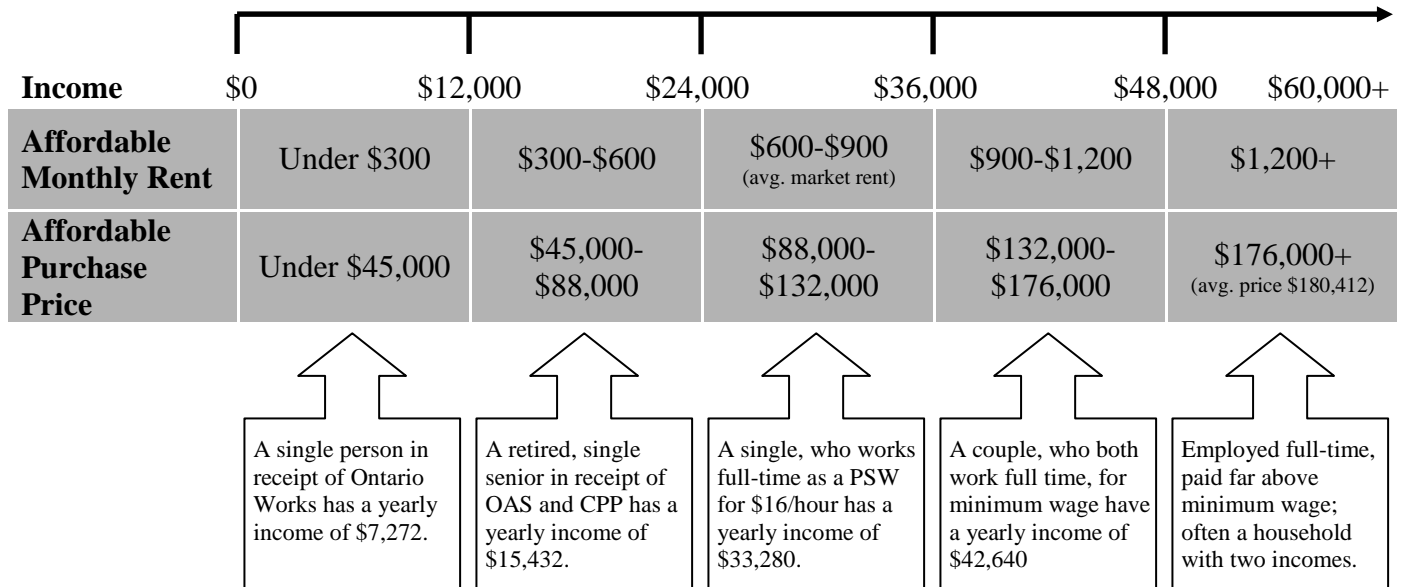 Income $0 $12,000 $24,000 $36,000 $48,000 $60,000+
Affordable
Monthly Rent
Under $300
$300-$600
$600-$900
(avg. market rent)
$900-$1,200
$1,200+
Affordable
Purchase
Price
Under $45,000
$45,000-
$88,000
$88,000-
$132,000
$132,000-
$176,000
$176,000+
(avg. price $180,412)
A single person in
receipt of Ontario
Works has a yearly
income of $7,272.
A retired, single
senior in receipt of
OAS and CPP has a
yearly income of
$15,432.
A single, who works
full-time as a PSW
for $16/hour has a
yearly income of
$33,280.
A couple, who both
work full time, for
minimum wage have
a yearly income of
$42,640
Employed full-time,
paid far above
minimum wage;
often a household
with two incomes.